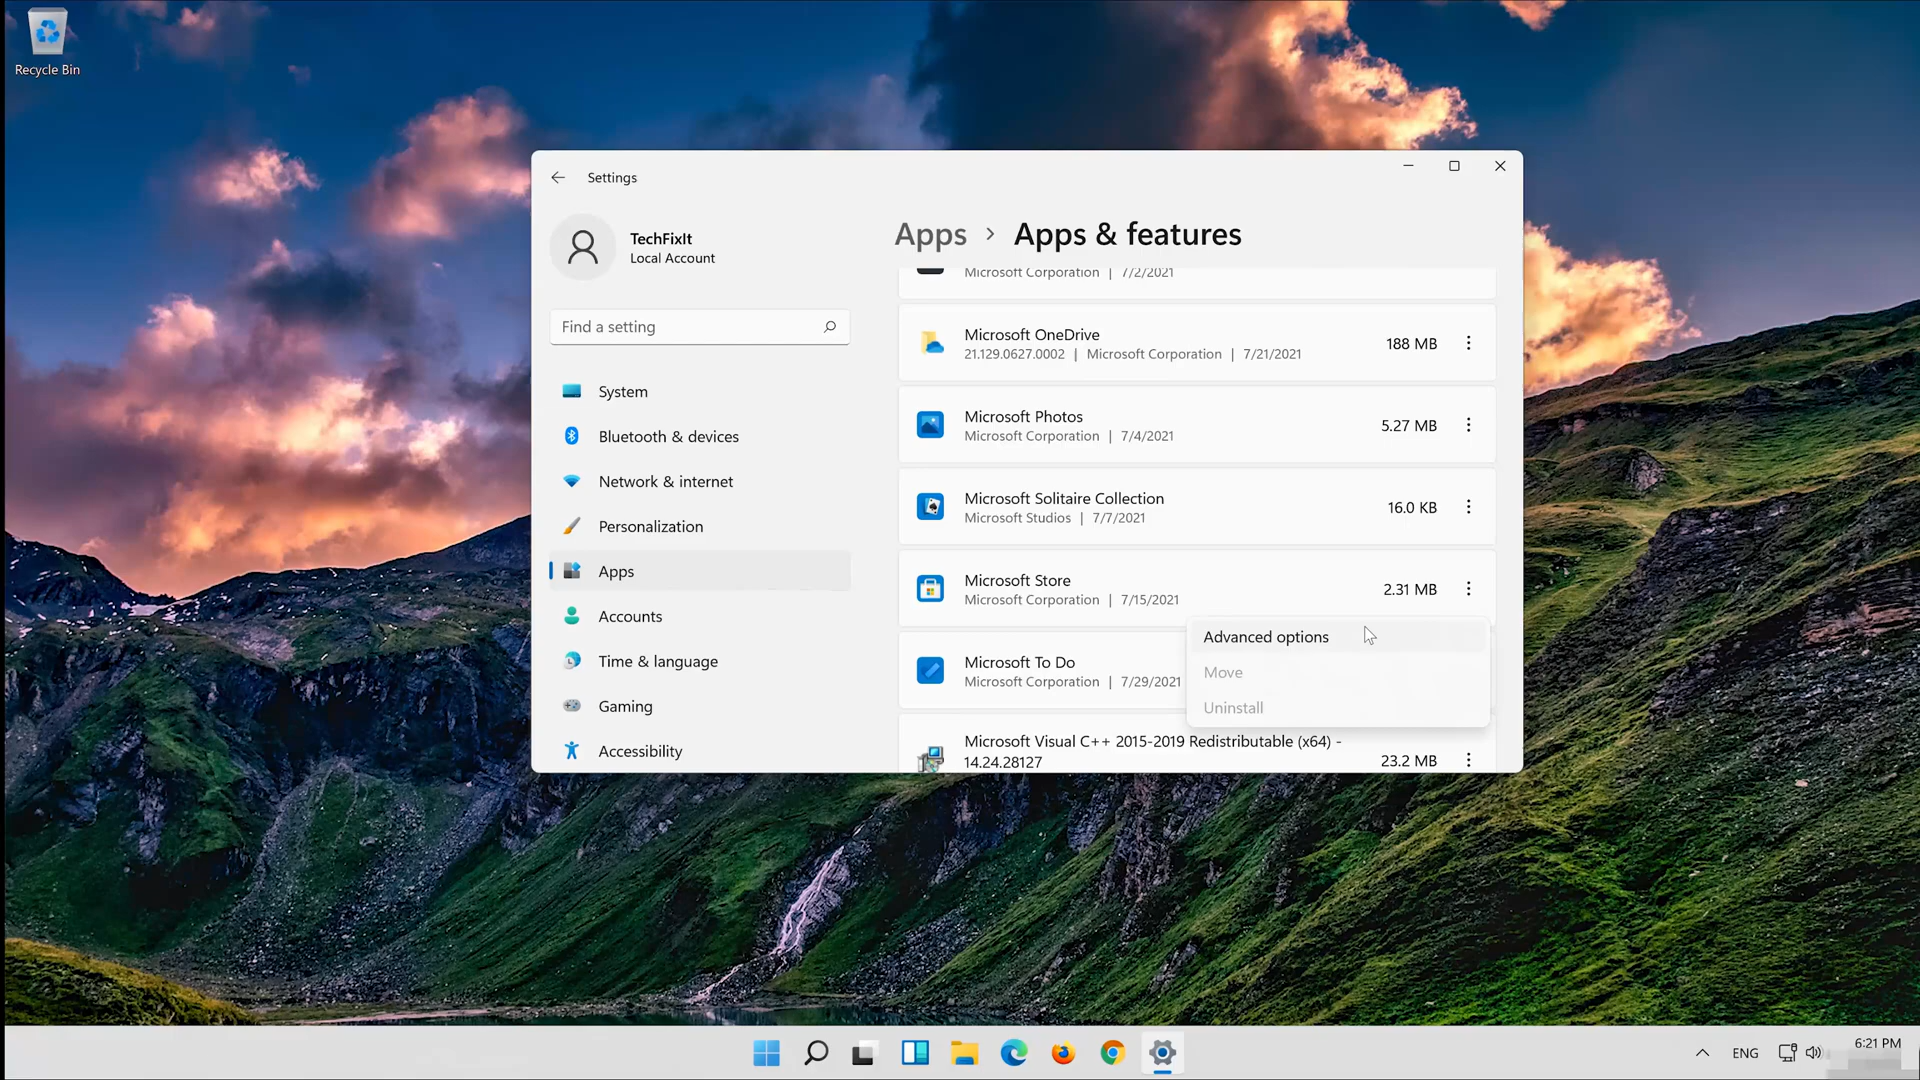 Recycle Bin
Settings
TechFixIt
Local Account
Find a setting
System
Bluetooth & devices
Network & internet
Personalization
Apps
Accounts
Time & language
Gaming
Accessibility
Apps > Apps & features
Microsoft Corporation | 7/2/2021
Microsoft OneDrive
21.129.0627.0002 | Microsoft Corporation | 7/21/2021
188 MB
Microsoft Photos
Microsoft Corporation | 7/4/2021
5.27 MB
Microsoft Solitaire Collection
Microsoft Studios | 7/7/2021
16.0 KB
Microsoft Store
Microsoft Corporation | 7/15/2021
2.31 MB
Advanced options
Move
Uninstall
Microsoft To Do
Microsoft Corporation | 7/29/2021
Microsoft Visual C++ 2015-2019 Redistributable (x64) -
14.24.28127
23.2 MB
ENG
6:21 PM